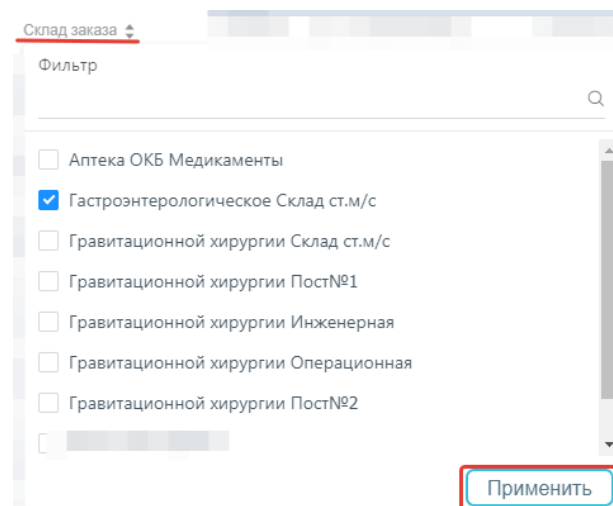 Склад заказа
Фильтр
Аптека ОКБ Медикаменты
Гастроэнтерологическое Склад ст.м/с
Гравитационной хирургии Склад ст.м/с
Гравитационной хирургии Пост№1
Гравитационной хирургии Инженерная
Гравитационной хирургии Операционная
Гравитационной хирургии Пост№2
Применить